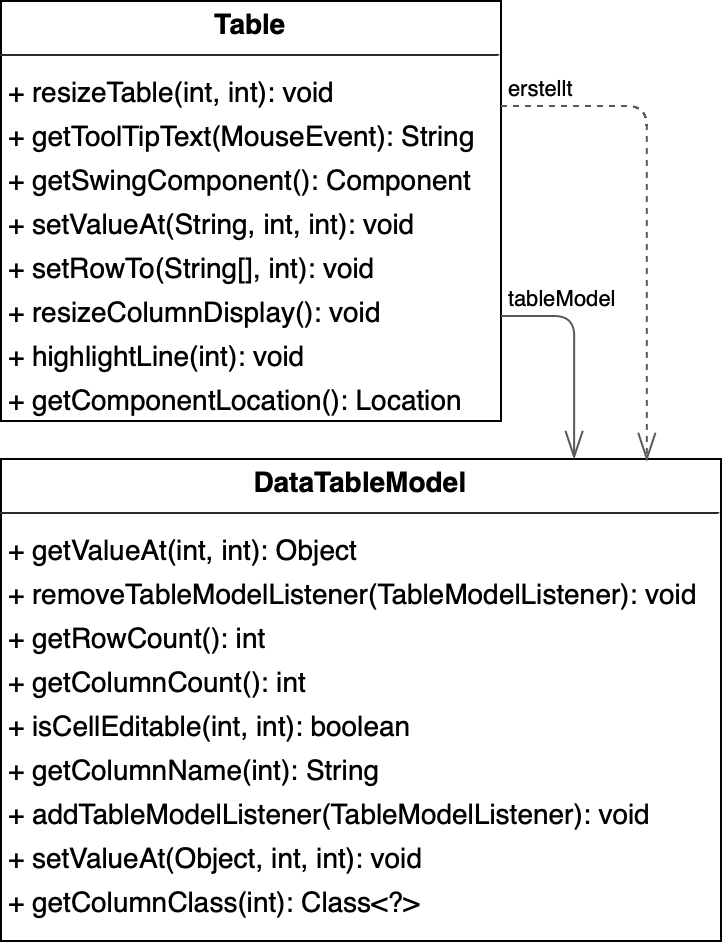 Table
+ resizeTable(int, int): void
+ getToolTipText(MouseEvent): String
+ getSwingComponent(): Component
+ setValueAt(String, int, int): void
+ setRowTo(String[], int): void
+ resizeColumnDisplay(): void
+ highlightLine(int): void
+ getComponentLocation(): Location
erstellt
tableModel
DataTableModel
+ getValueAt(int, int): Object
+ removeTableModelListener(TableModelListener): void
+ getRowCount(): int
+ getColumnCount(): int
+ isCellEditable(int, int): boolean
+ getColumnName(int): String
+ addTableModelListener(TableModelListener): void
+ setValueAt(Object, int, int): void
+ getColumnClass(int): Class<?>